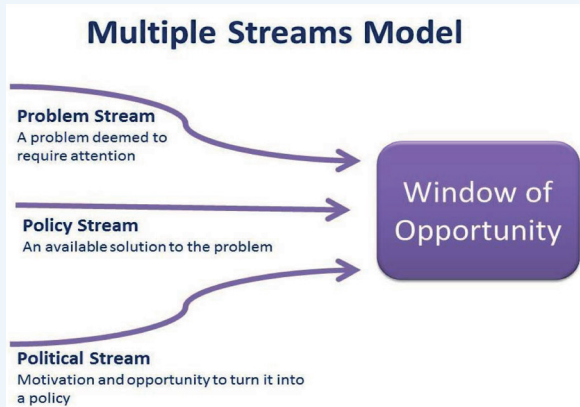 Multiple Streams Model
Problem Stream
A problem deemed to
require attention
Policy Stream
An available solution to the problem
Political Stream
Motivation and opportunity to turn it into
a policy
Window of
Opportunity